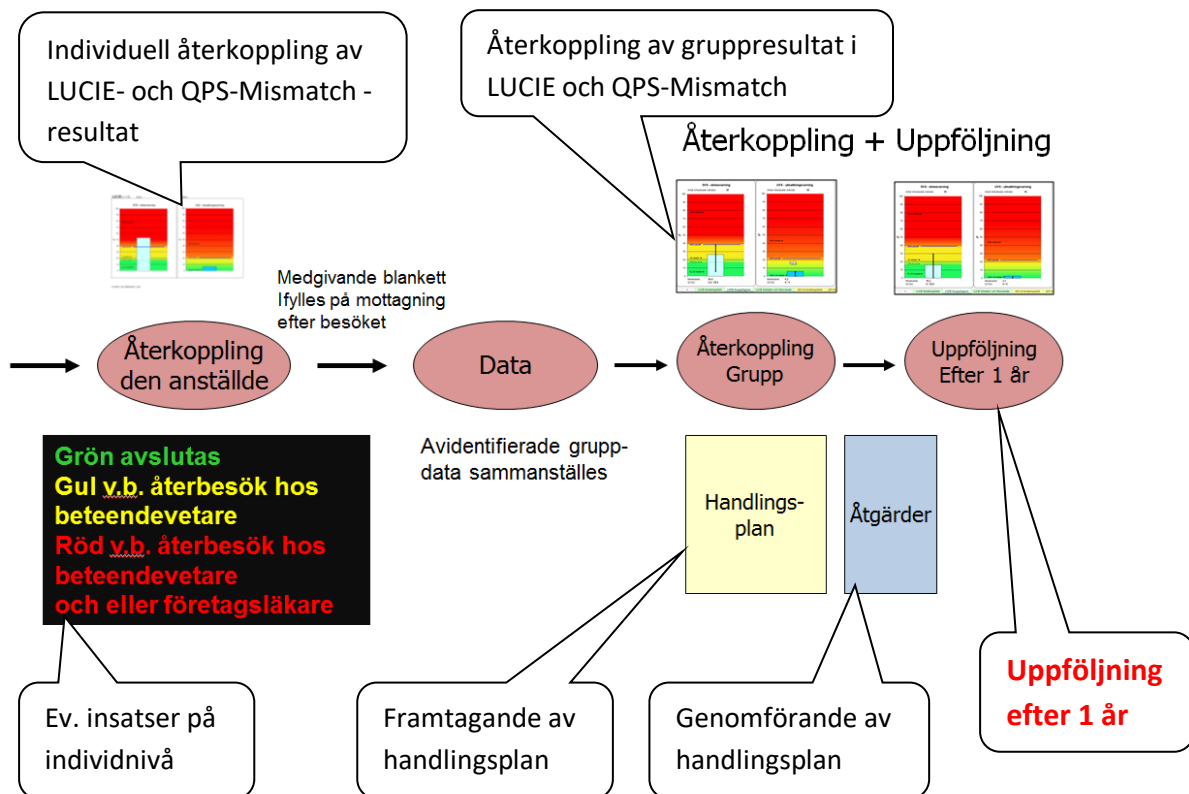 Individuell återkoppling av
LUCIE- och QPS-Mismatch -
resultat
Återkoppling av gruppresultat i
LUCIE och QPS-Mismatch
Återkoppling + Uppföljning
Medgivande blankett
Ifylles på mottagning
efter besöket
Återkoppling
den anställde
Data
Återkoppling
Grupp
Uppföljning
Efter 1 år
Grön avslutas
Gul v.b. återbesök hos
beteendevetare
Röd v.b. återbesök hos
beteendevetare
och eller företagsläkare
Avidentifierade grupp-
data sammanställes
Handlings-
plan
Åtgärder
Ev. insatser på
individnivå
Framtagande av
handlingsplan
Genomförande av
handlingsplan
Uppföljning
efter 1 år